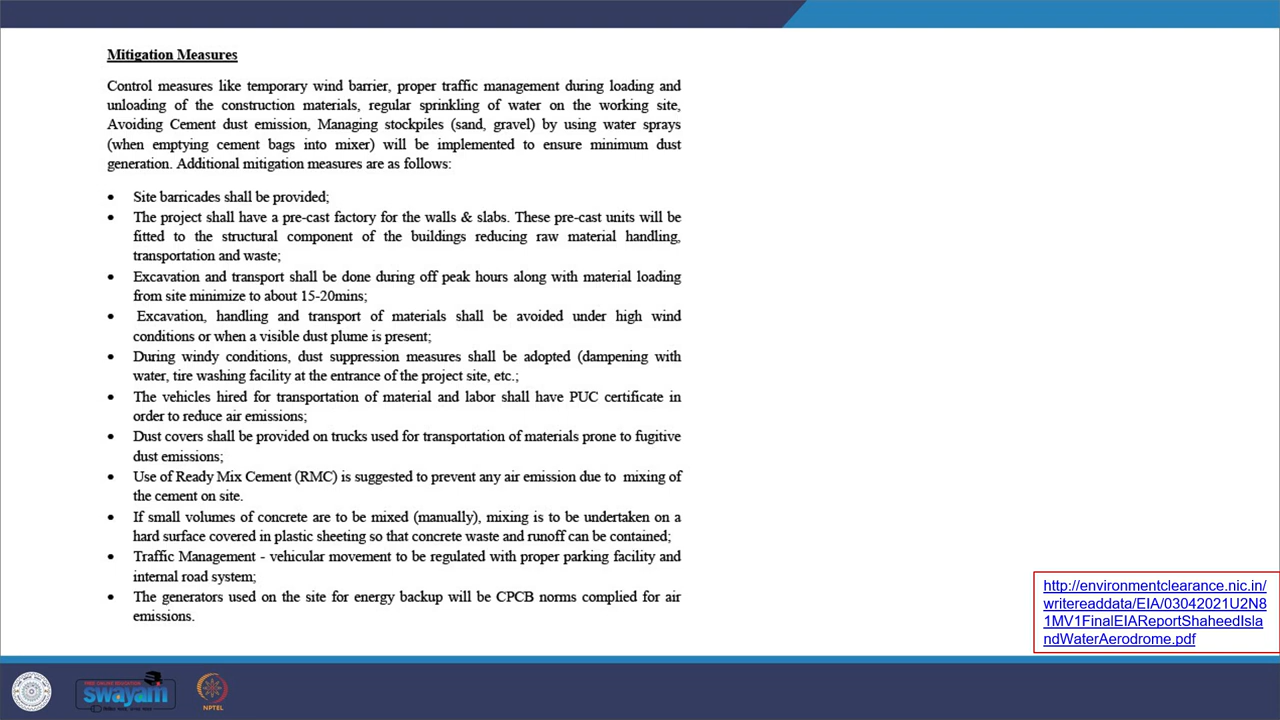 Mitigation Measures
Control measures like temporary wind barrier, proper traffic management during loading and
unloading of the construction materials, regular sprinkling of water on the working site,
Avoiding Cement dust emission, Managing stockpiles (sand, gravel) by using water sprays
(when emptying cement bags into mixer) will be implemented to ensure minimum dust
generation. Additional mitigation measures are as follows:
• Site barricades shall be provided;
• The project shall have a pre-cast factory for the walls & slabs. These pre-cast units will be
fitted to the structural component of the buildings reducing raw material handling,
transportation and waste;
• Excavation and transport shall be done during off peak hours along with material loading
from site minimize to about 15-20mins;
• Excavation, handling and transport of materials shall be avoided under high wind
conditions or when a visible dust plume is present;
• During windy conditions, dust suppression measures shall be adopted (dampening with
water, tire washing facility at the entrance of the project site, etc.;
• The vehicles hired for transportation of material and labor shall have PUC certificate in
order to reduce air emissions;
• Dust covers shall be provided on trucks used for transportation of materials prone to fugitive
dust emissions;
• Use of Ready Mix Cement (RMC) is suggested to prevent any air emission due to mixing of
the cement on site.
• If small volumes of concrete are to be mixed (manually), mixing is to be undertaken on a
hard surface covered in plastic sheeting so that concrete waste and runoff can be contained;
• Traffic Management - vehicular movement to be regulated with proper parking facility and
internal road system;
• The generators used on the site for energy backup will be CPCB norms complied for air
emissions.
http://environmentclearance.nic.in/
writereaddata/EIA/03042021U2N8
1MV1FinalEIAReportShaheedIsla
ndWaterAerodrome.pdf
FREE ONLINE EDUCATION
swayam
NPTEL